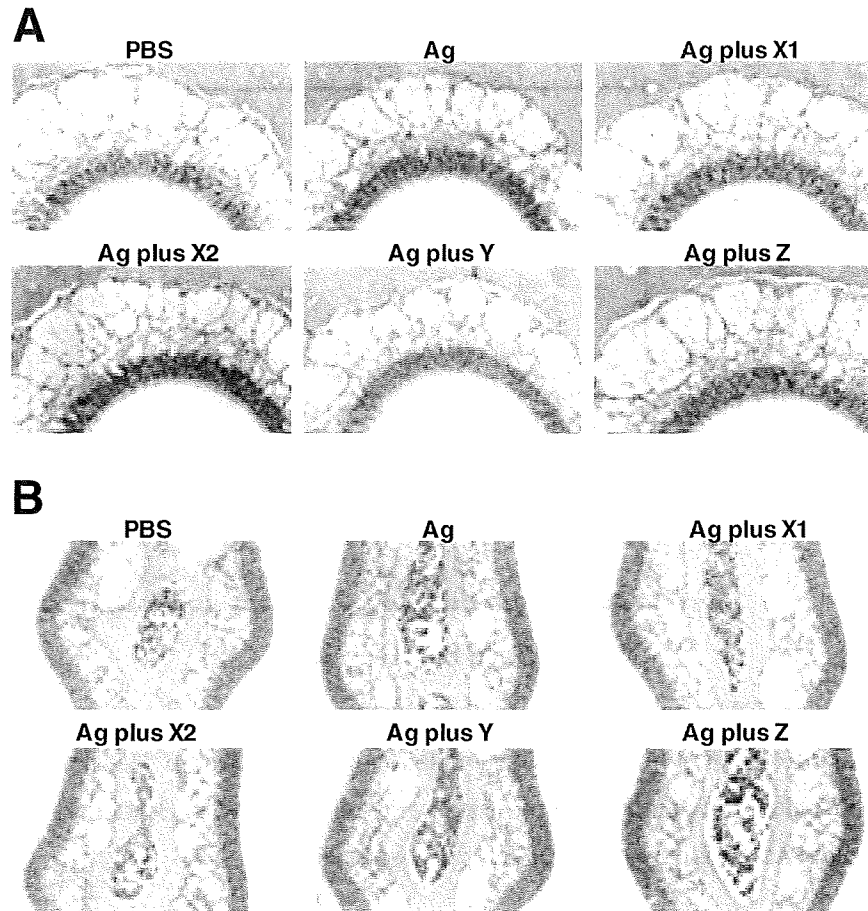 A
PBS
Ag
Ag plus X1
Ag plus X2
Ag plus Y
Ag plus Z
B
PBS
Ag
Ag plus X1
Ag plus X2
Ag plus Y
Ag plus Z